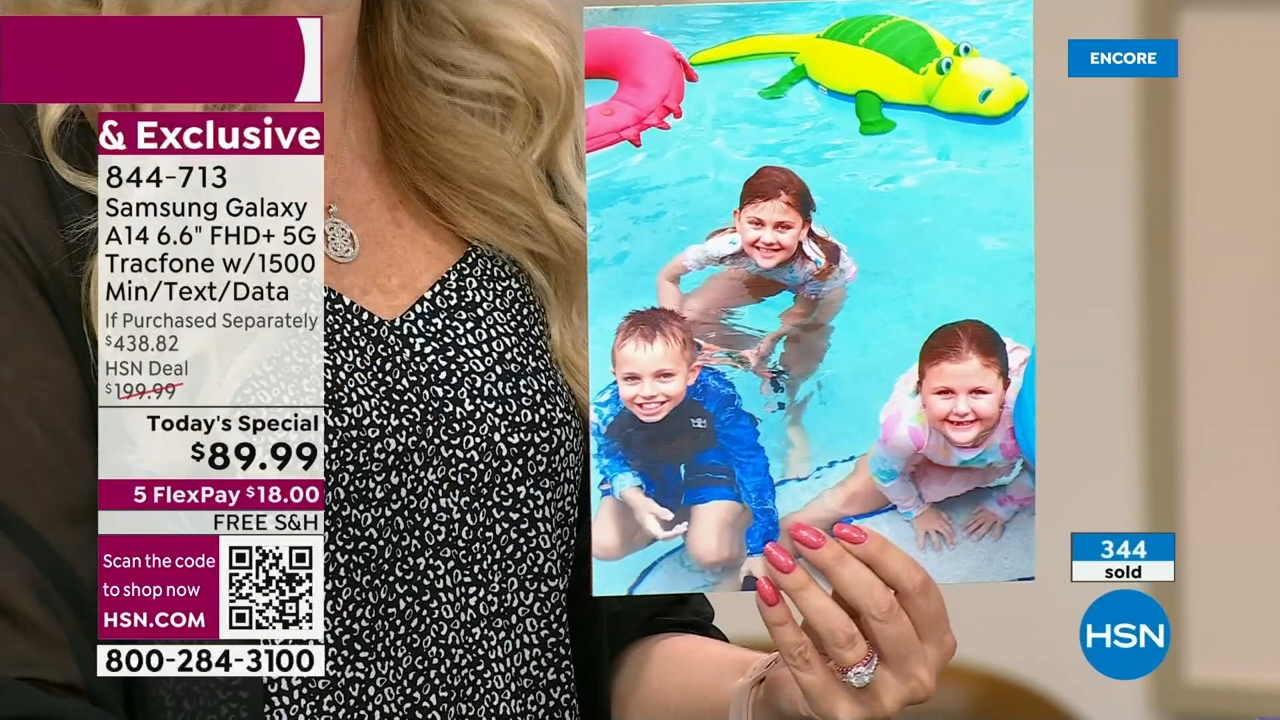 & Exclusive
844-713
Samsung Galaxy
A14 6.6" FHD+ 5G
Tracfone w/1500
Min/Text/Data
If Purchased Separately
$438.82
HSN Deal
$199.99
Today's Special
$89.99
5 FlexPay $18.00
FREE S&H
Scan the code
to shop now
HSN.COM
800-284-3100
ENCORE
344
sold
HSN